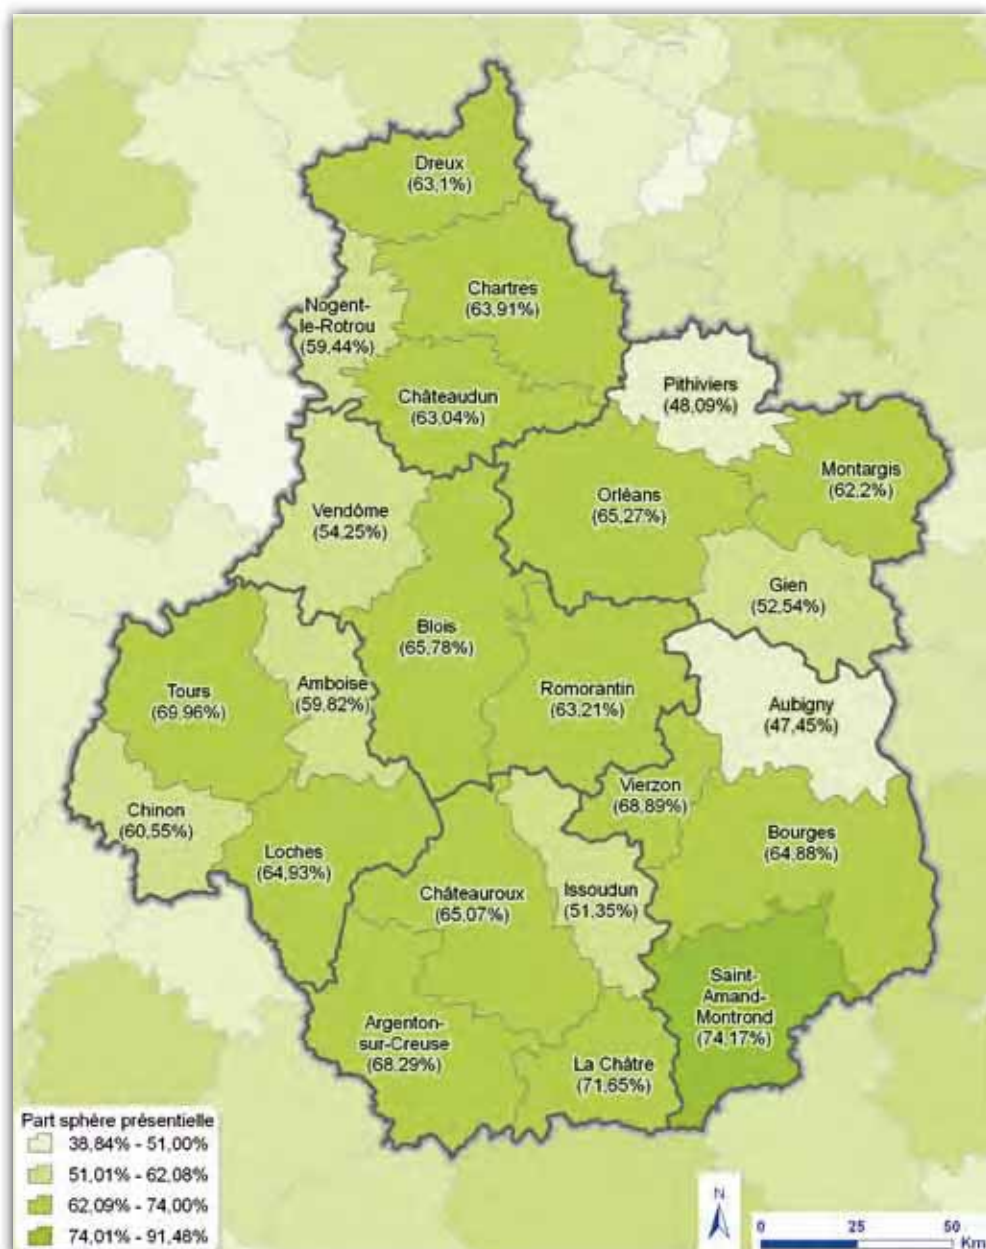 Dreux
(63,1%)
Chartres
(63,91%)
Nogent-
le-Rotrou
(59,44%)
Châteaudun
(63,04%)
Pithiviers
(48,09%)
Montargis
(62,2%)
Orléans
(65,27%)
Vendôme
(54,25%)
Gien
(52,54%)
Blois
(65,78%)
Amboise
(59,82%)
Tours
(69,96%)
Romorantin
(63,21%)
Aubigny
(47,45%)
Vierzon
(68,89%)
Chinon
(60,55%)
Loches
(64,93%)
Bourges
(64,88%)
Châteauroux
(65,07%)
Issoudun
(51,35%)
Saint-
Amand-
Montrond
(74,17%)
Argenton-
sur-Creuse
(68,29%)
La Châtre
(71,65%)
Part sphère présentielle
38,84% - 51,00%
51,01% - 62,08%
62,09% - 74,00%
74,01% - 91,48%
N
0 25 50
Km